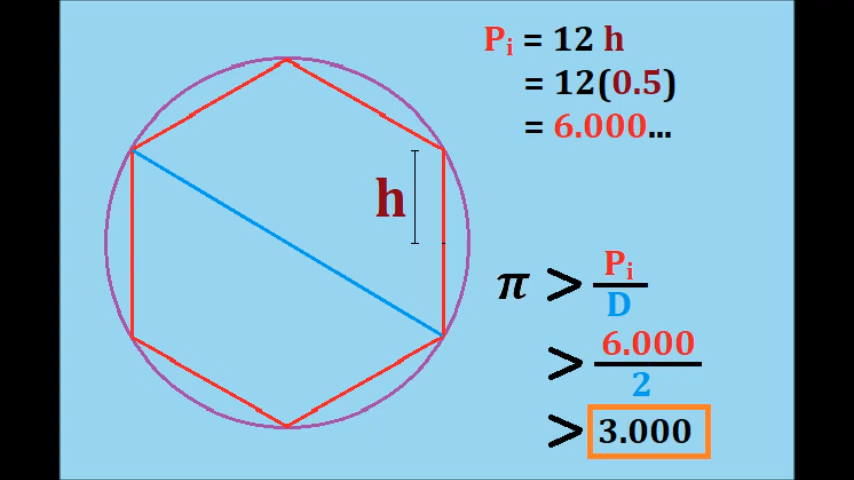 Pᵢ = 12 h
= 12(0.5)
= 6.000...
h
π > Pᵢ/D
> 6.000/2
> 3.000